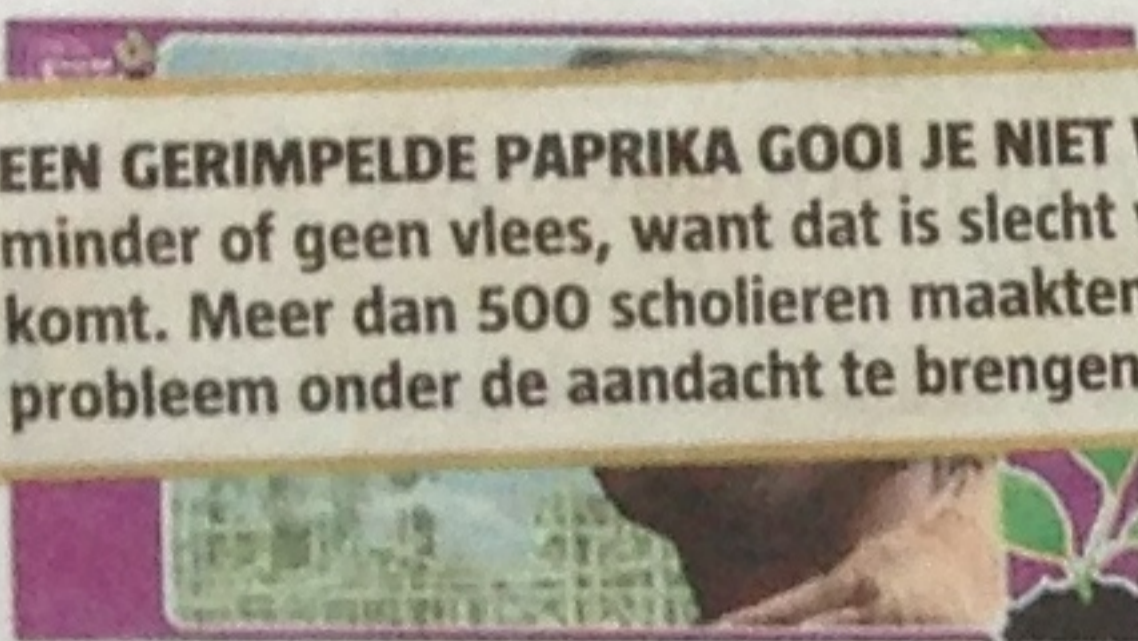 EEN GERIMPELDE PAPRIKA GOOI JE NIET
minder of geen vlees, want dat is slecht
komt. Meer dan 500 scholieren maakten
probleem onder de aandacht te brengen